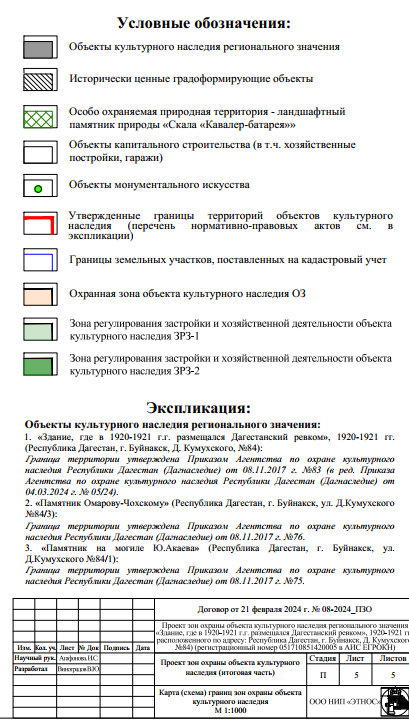 Условные обозначения:
Объекты культурного наследия регионального значения
Исторически ценные градоформирующие объекты
Особо охраняемая природная территория - ландшафтный
памятник природы «Скала «Кавалер-батарея»»
Объекты капитального строительства (в т.ч. хозяйственные
постройки, гаражи)
Объекты монументального искусства
Утвержденные границы территорий объектов культурного
наследия (перечень нормативно-правовых актов см. в
экспликации)
Границы земельных участков, поставленных на кадастровый учет
Охранная зона объекта культурного наследия ОЗ
Зона регулирования застройки и хозяйственной деятельности объекта
культурного наследия ЗРЗ-1
Зона регулирования застройки и хозяйственной деятельности объекта
культурного наследия ЗРЗ-2
Экспликация:
Объекты культурного наследия регионального значения:
1. «Здание, где в 1920-1921 г.г. размещался Дагестанский ревком», 1920-1921 гг.
(Республика Дагестан, г. Буйнакск, Д. Кумухского, №84):
Граница территории утверждена Приказом Агентства по охране культурного
наследия Республики Дагестан (Дагнаследие) от 08.11.2017 г. №83 (в ред. Приказа
Агентства по охране культурного наследия Республики Дагестан (Дагнаследие) от
04.03.2024 г. № 05/24).
2. «Памятник Омарову-Чохскому» (Республика Дагестан, г. Буйнакск, ул. Д.Кумухского
№84/3):
Граница территории утверждена Приказом Агентства по охране культурного
наследия Республики Дагестан (Дагнаследие) от 08.11.2017 г. №76.
3. «Памятник на могиле Ю.Акаева» (Республика Дагестан, г. Буйнакск, ул.
Д.Кумухского №84/1):
Граница территории утверждена Приказом Агентства по охране культурного
наследия Республики Дагестан (Дагнаследие) от 08.11.2017 г. №75.
Договор от 21 февраля 2024 г. № 08-2024_ПЗО
Проект зон охраны объекта культурного наследия регионального значения
«Здание, где в 1920-1921 г.г. размещался Дагестанский ревком», 1920-1921 гг.
расположенного по адресу: Республика Дагестан, г. Буйнакск, Д. Кумухского
№84) (регистрационный номер 051710851420005 в АИС ЕГРОКН)
Изм. Кол. уч. Лист № Док Подпись Дата
Научный рук. Агафонова И.С.
Разработал Виноградов В.Ю.
Проект зон охраны объекта культурного
наследия (итоговая часть)
Стадия Лист Листов
П 5 5
Карта (схема) границ зон охраны объекта
культурного наследия
М 1:1000
ООО НИП «ЭТНОС»